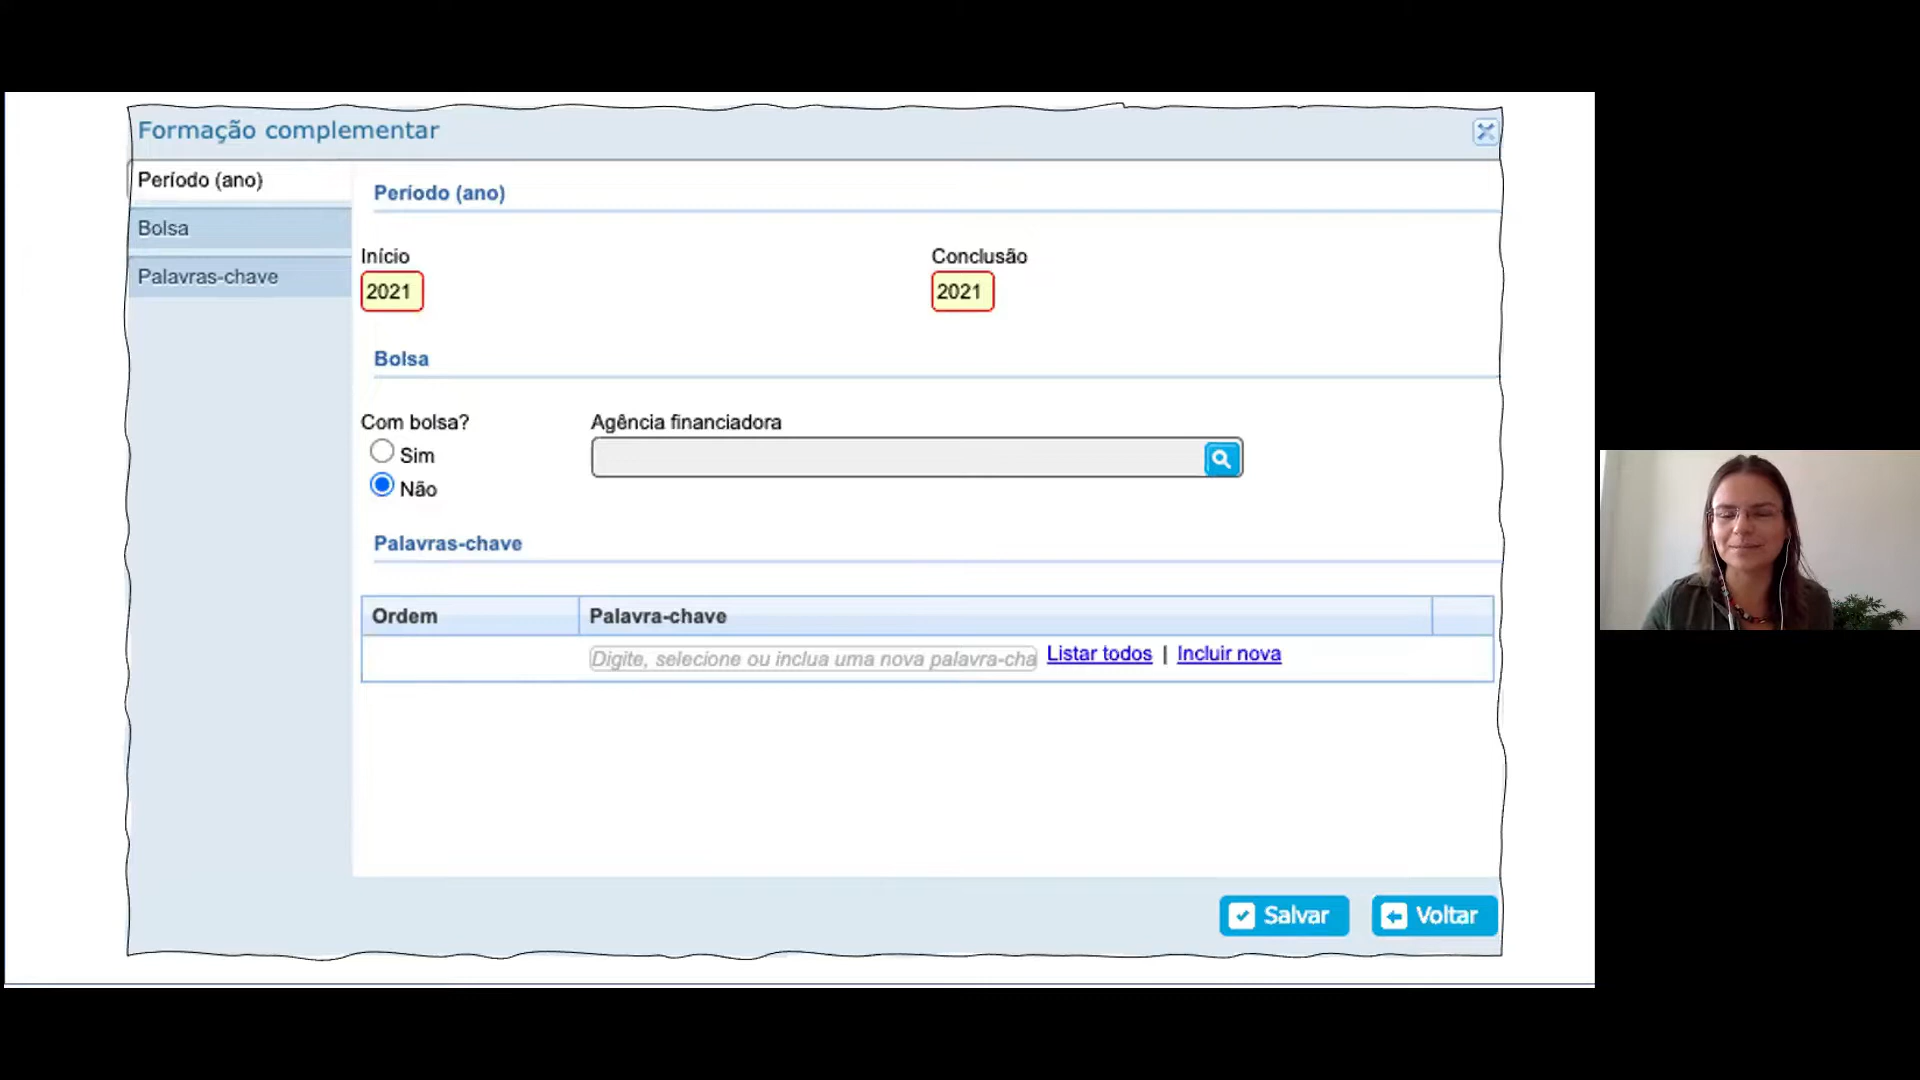 Formação complementar
Período (ano)
Bolsa
Palavras-chave
Período (ano)
Início
Conclusão
2021
2021
Bolsa
Com bolsa?
Agência financiadora
Sim
Não
Palavras-chave
Ordem
Palavra-chave
Digite, selecione ou inclua uma nova palavra-cha
Listar todos | Incluir nova
Salvar
Voltar